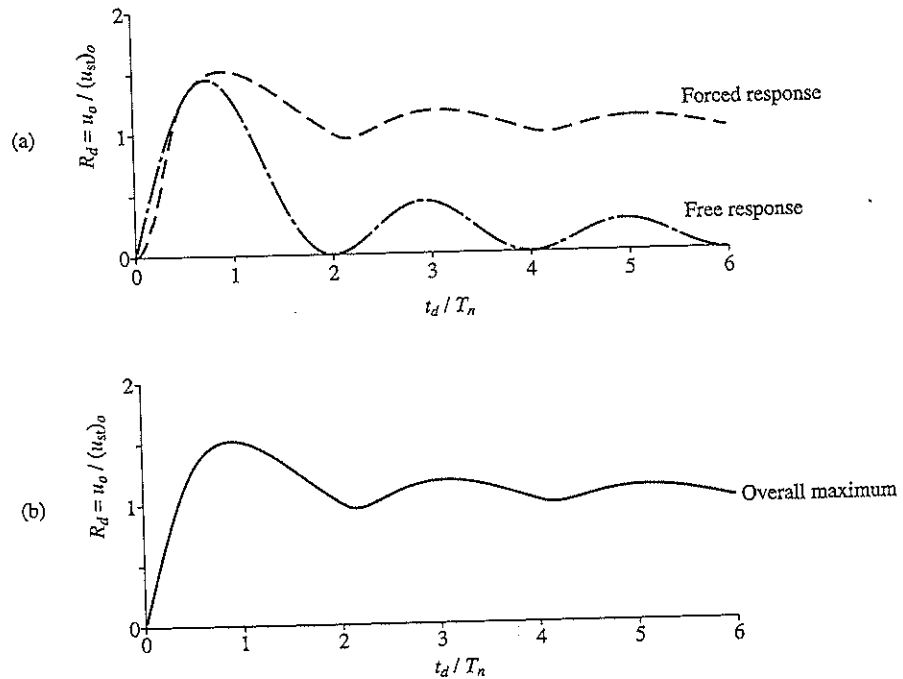 (a)
R_d = u_o / (u_st)_o
2
1
0
0 1 2 3 4 5 6
t_d / T_n
Forced response
Free response
(b)
R_d = u_o / (u_st)_o
2
1
0
0 1 2 3 4 5 6
t_d / T_n
Overall maximum